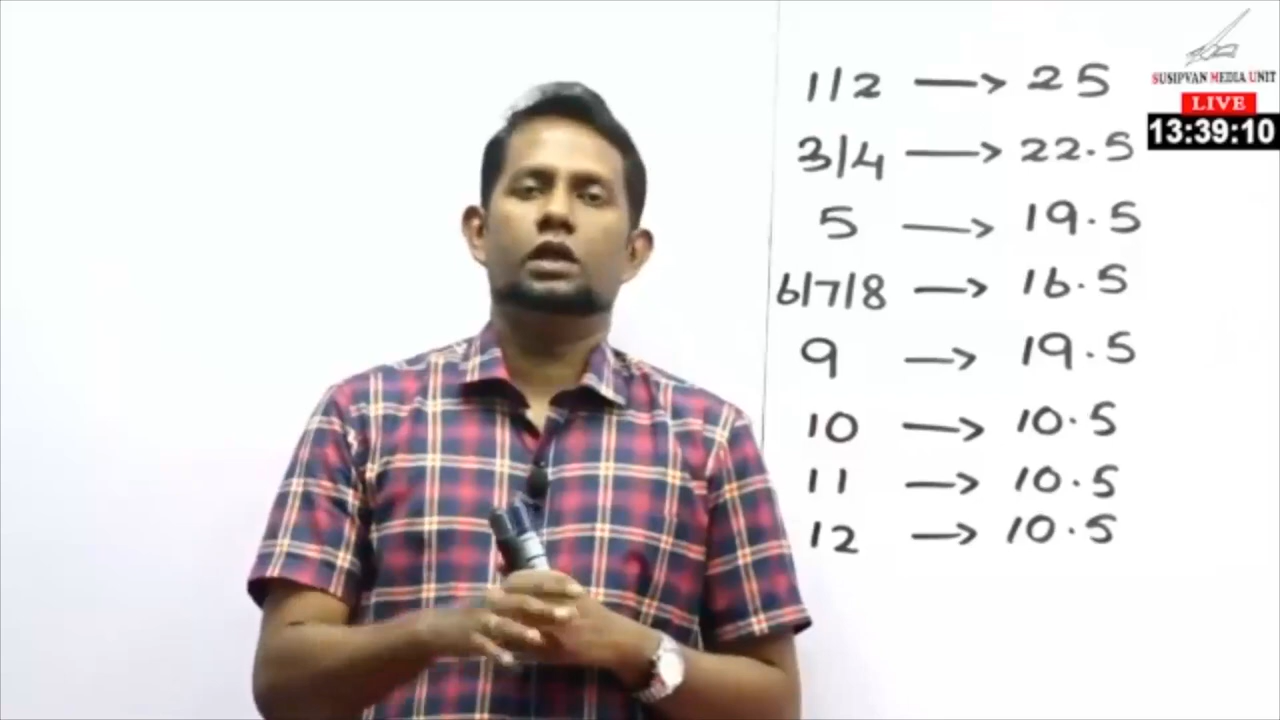 1/2 → 25
3/4 → 22.5
5 → 19.5
6/7/8 → 16.5
9 → 19.5
10 → 10.5
11 → 10.5
12 → 10.5
SUSIPVAN MEDIA UNIT
LIVE
13:39:10